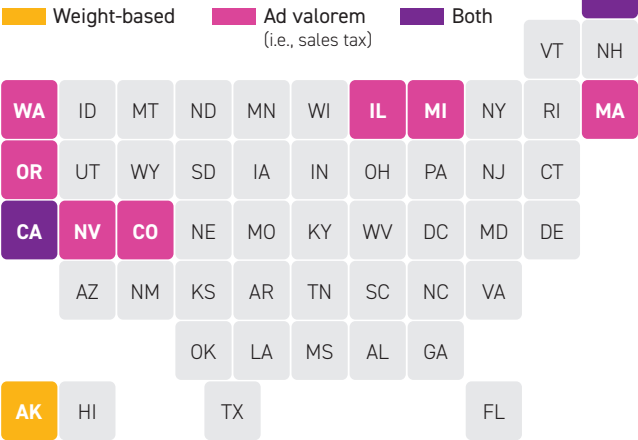 Weight-based Ad valorem Both
(i.e., sales tax)
VT NH
WA ID MT ND MN WI IL MI NY RI MA
OR UT WY SD IA IN OH PA NJ CT
CA NV CO NE MO KY WV DC MD DE
AZ NM KS AR TN SC NC VA
OK LA MS AL GA
AK HI TX FL